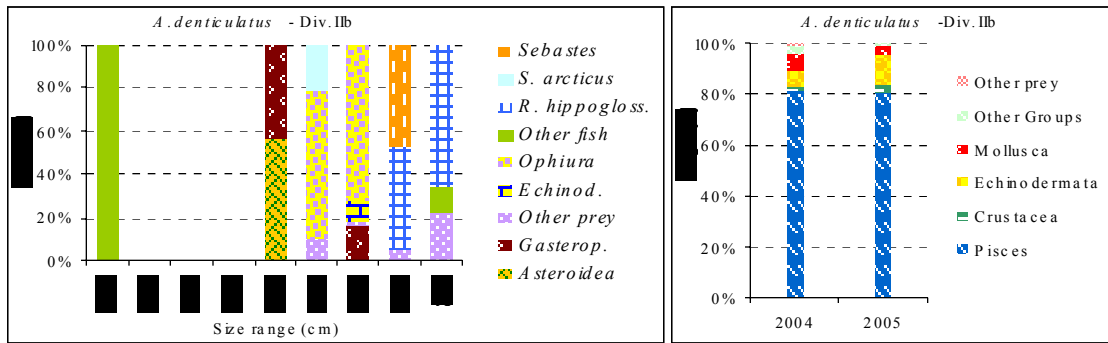 A. denticulatus - Div.IIb
100%
80%
60%
40%
20%
0%
Size range (cm)
Sebastes
S. arcticus
R. hippogloss.
Other fish
Ophiura
Echinod.
Other prey
Gasterop.
Asteroidea
A. denticulatus -Div.IIb
100%
80%
60%
40%
20%
0%
2004 2005
Other prey
Other Groups
Mollusca
Echinodermata
Crustacea
Pisces